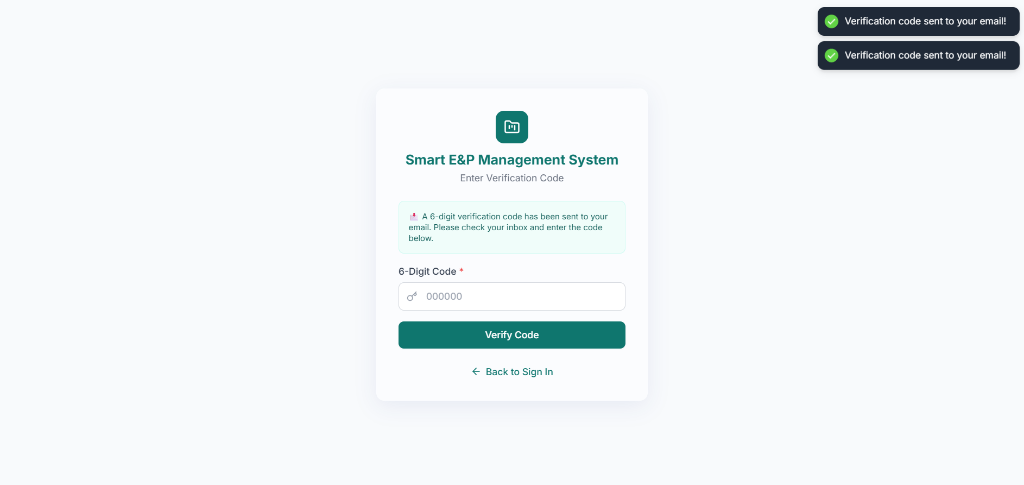 Verification code sent to your email!
Verification code sent to your email!
Smart E&P Management System
Enter Verification Code
A 6-digit verification code has been sent to your
email. Please check your inbox and enter the code
below.
6-Digit Code *
000000
Verify Code
← Back to Sign In